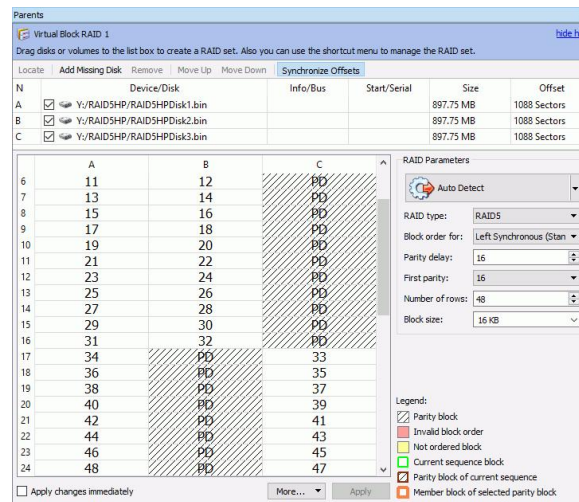 Parents
Virtual Block RAID 1 hide h
Drag disks or volumes to the list box to create a RAID set. Also you can use the shortcut menu to manage the RAID set.
Locate Add Missing Disk Remove Move Up Move Down Synchronize Offsets
N Device/Disk Info/Bus Start/Serial Size Offset
A Y:/RAID5HP/RAID5HPDisk1.bin 897.75 MB 1088 Sectors
B Y:/RAID5HP/RAID5HPDisk2.bin 897.75 MB 1088 Sectors
C Y:/RAID5HP/RAID5HPDisk3.bin 897.75 MB 1088 Sectors
A B C
6 11 12 PD
7 13 14 PD
8 15 16 PD
9 17 18 PD
10 19 20 PD
11 21 22 PD
12 23 24 PD
13 25 26 PD
14 27 28 PD
15 29 30 PD
16 31 32 PD
17 34 PD 33
18 36 PD 35
19 38 PD 37
20 40 PD 39
21 42 PD 41
22 44 PD 43
23 46 PD 45
24 48 PD 47
RAID Parameters
Auto Detect
RAID type: RAID5
Block order for: Left Synchronous (Stan
Parity delay: 16
First parity: 16
Number of rows: 48
Block size: 16 KB
Legend:
Parity block
Invalid block order
Not ordered block
Current sequence block
Parity block of current sequence
Member block of selected parity block
Apply changes immediately More... Apply